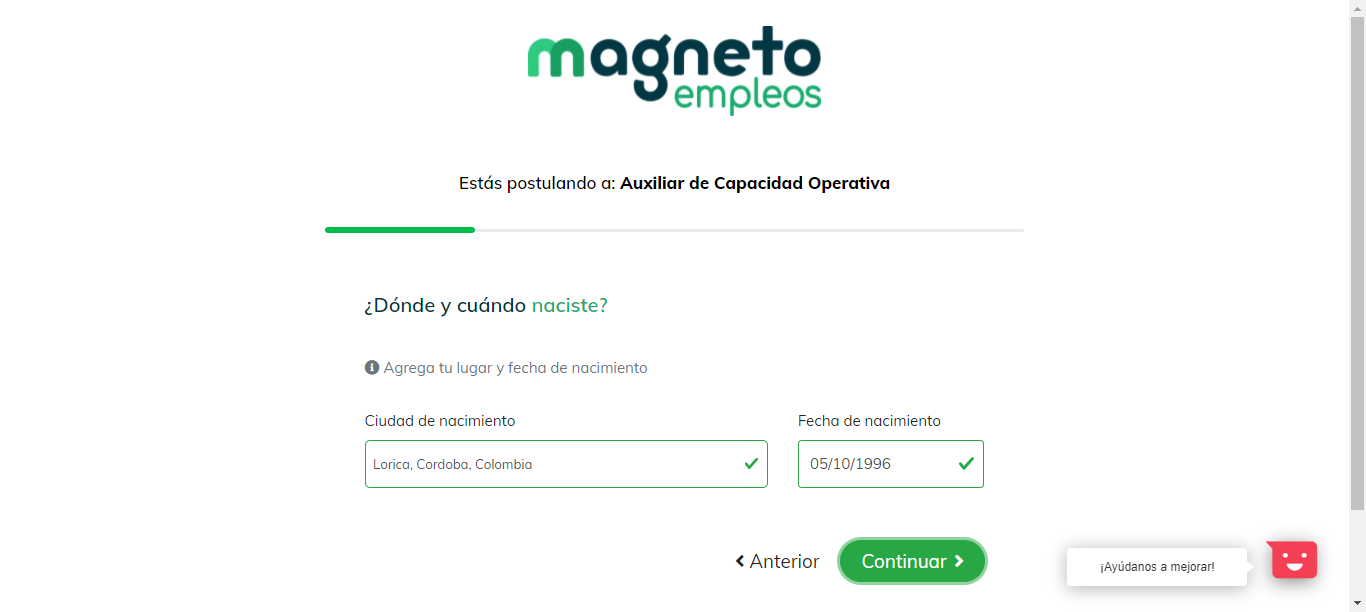 magneto
empleos
Estás postulando a: Auxiliar de Capacidad Operativa
¿Dónde y cuándo naciste?
Agrega tu lugar y fecha de nacimiento
Ciudad de nacimiento
Fecha de nacimiento
Lorica, Cordoba, Colombia
05/10/1996
Anterior
Continuar
¡Ayúdanos a mejorar!